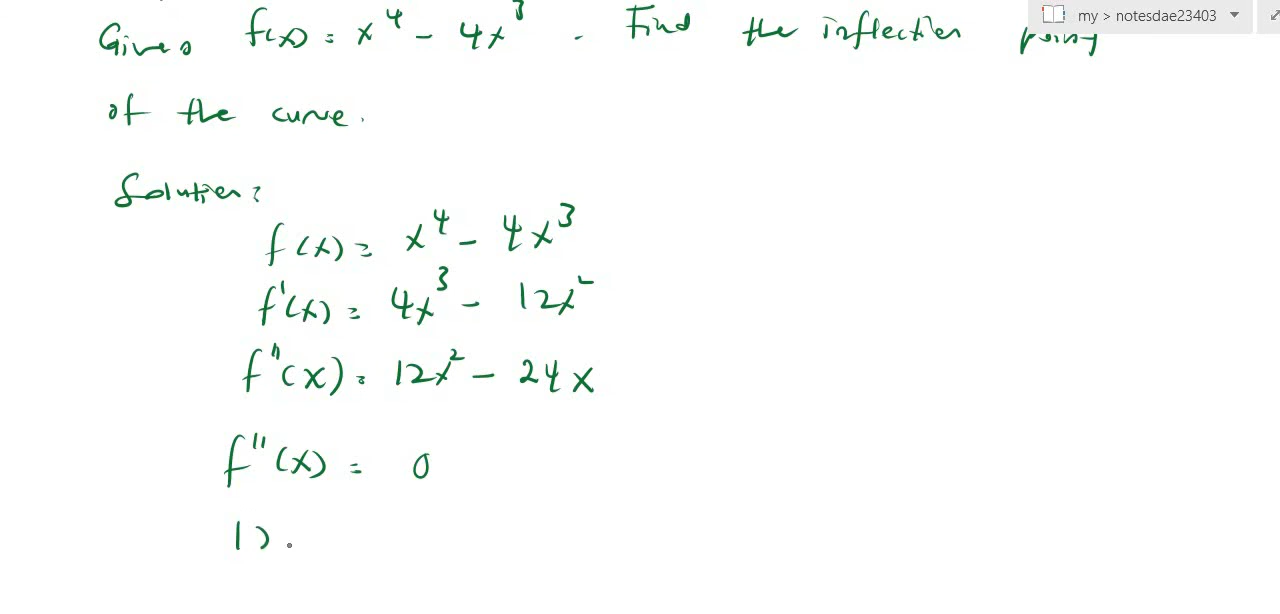 my > notesdae23403
Given f(x) = x⁴ - 4x³. Find the inflection point
of the curve.
Solution:
f(x) = x⁴ - 4x³
f'(x) = 4x³ - 12x²
f''(x) = 12x² - 24x
f''(x) = 0
12